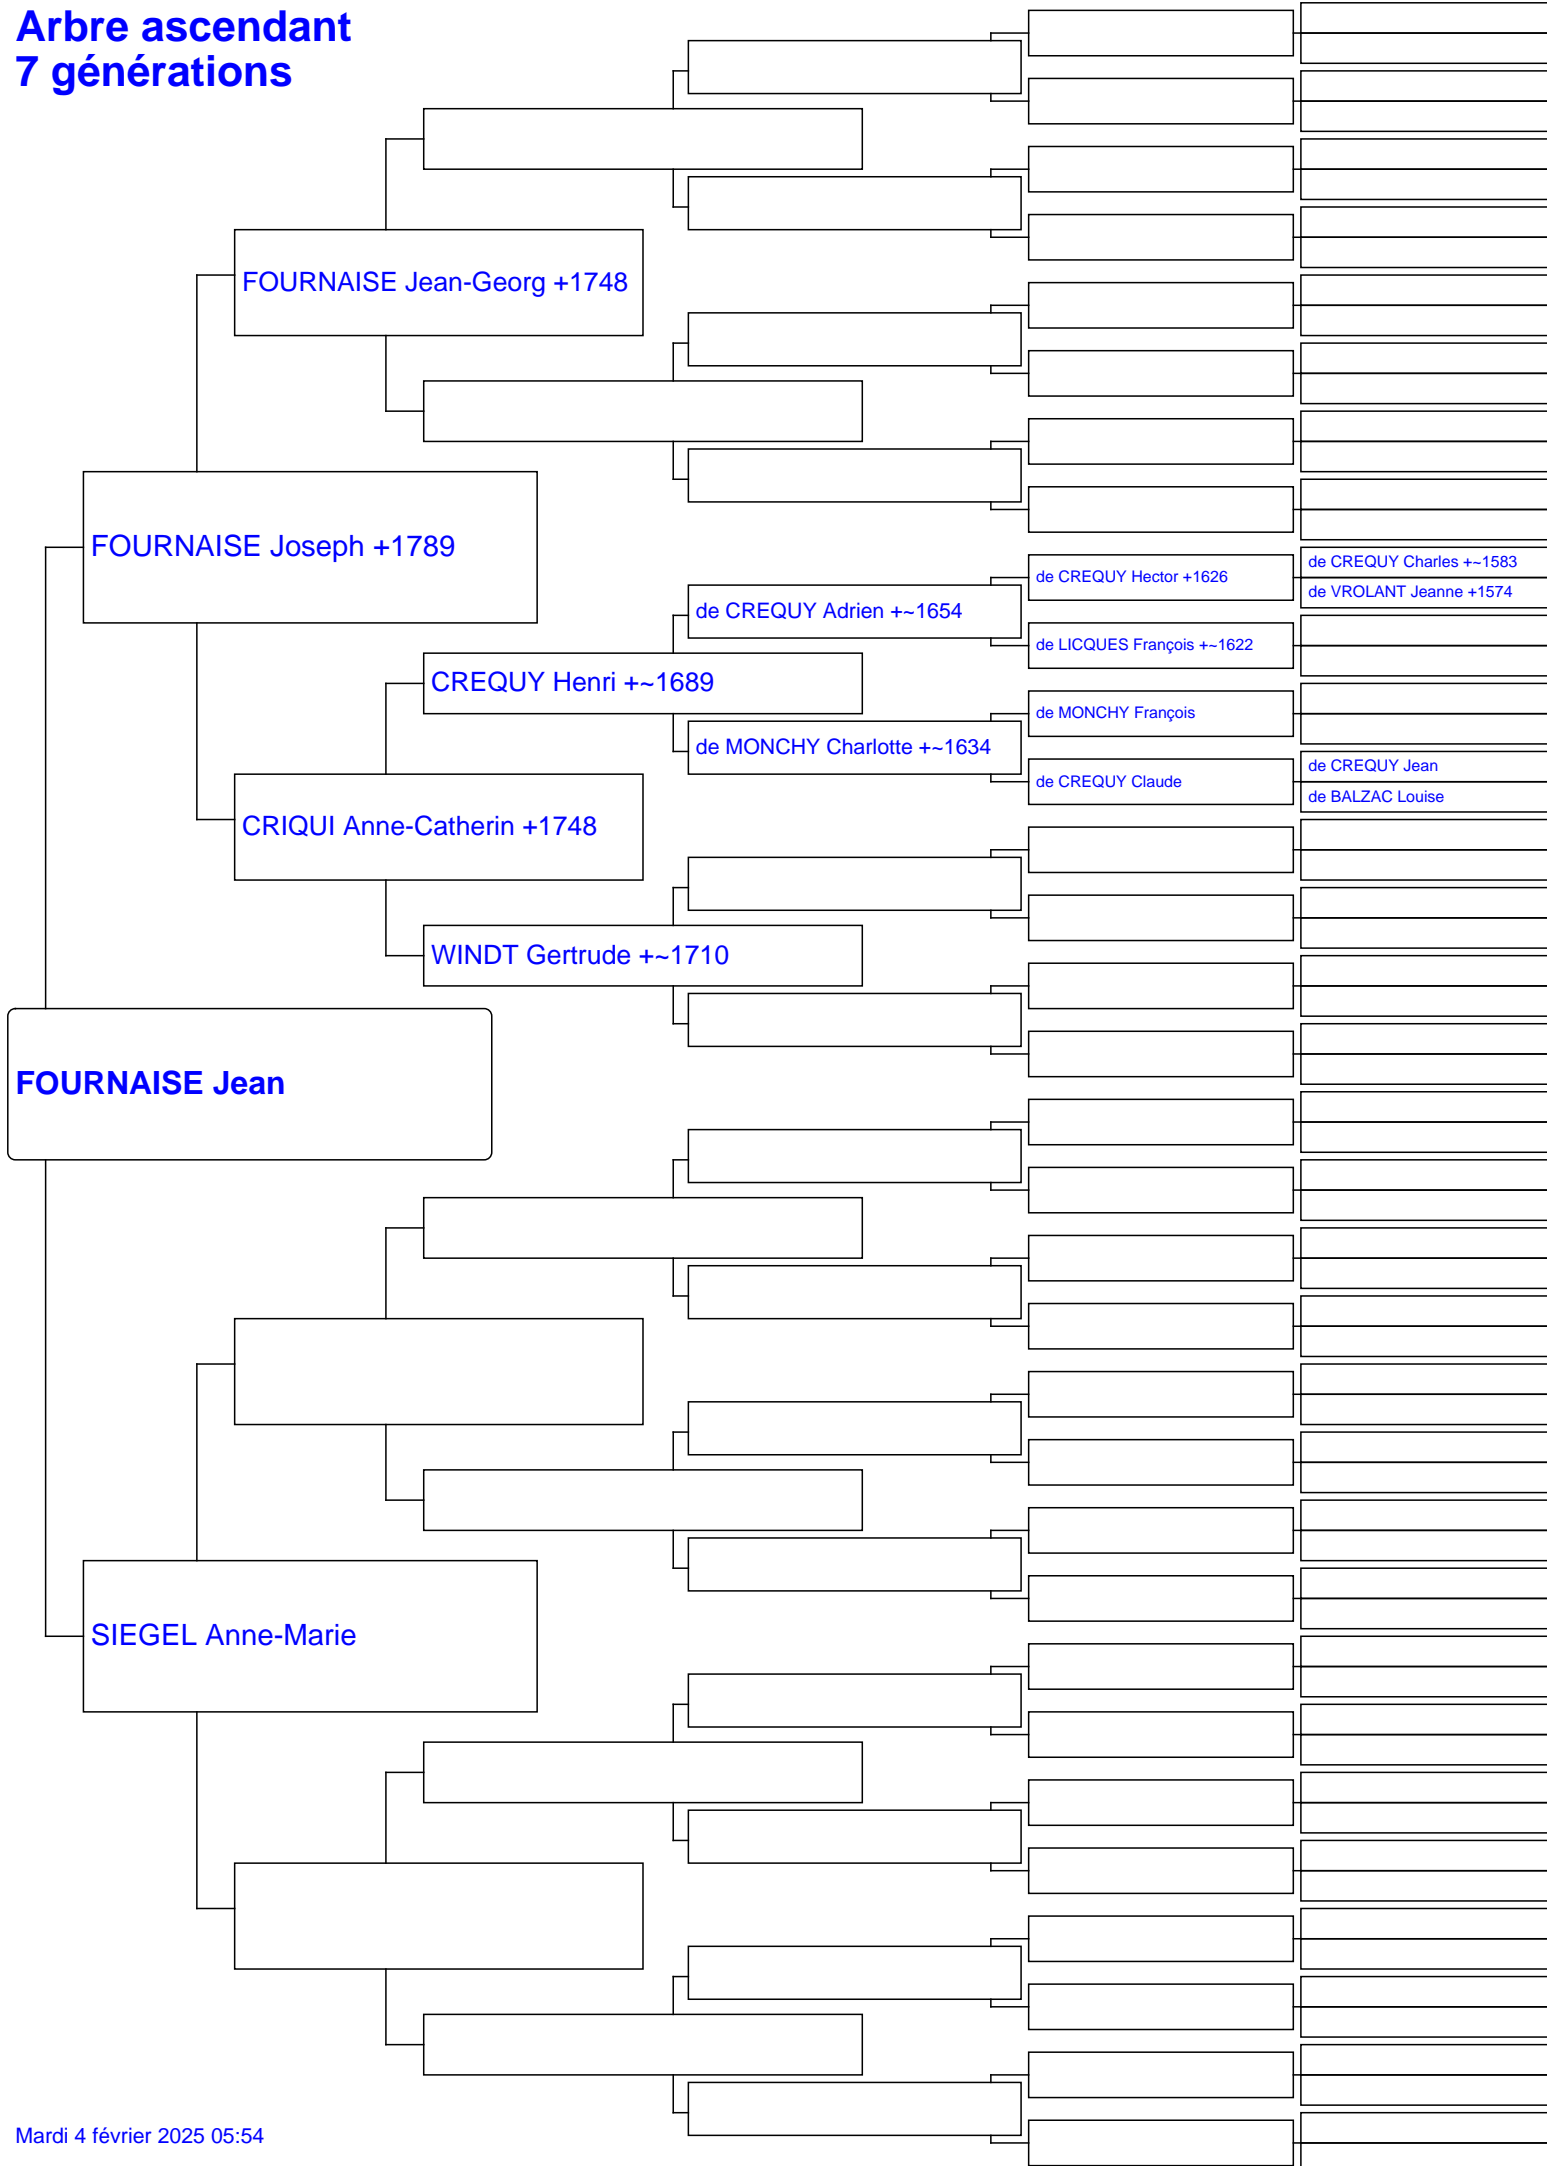 Arbre ascendant
7 générations
FOURNAISE Jean-Georg +1748
FOURNAISE Joseph +1789
de CREQUY Charles +~1583
de CREQUY Hector +1626
de VROLANT Jeanne +1574
de CREQUY Adrien +~1654
de LICQUES François +~1622
CREQUY Henri +~1689
de MONCHY François
de MONCHY Charlotte +~1634
de CREQUY Jean
de CREQUY Claude
de BALZAC Louise
CRIQUI Anne-Catherin +1748
WINDT Gertrude +~1710
FOURNAISE Jean
SIEGEL Anne-Marie
Mardi 4 février 2025 05:54